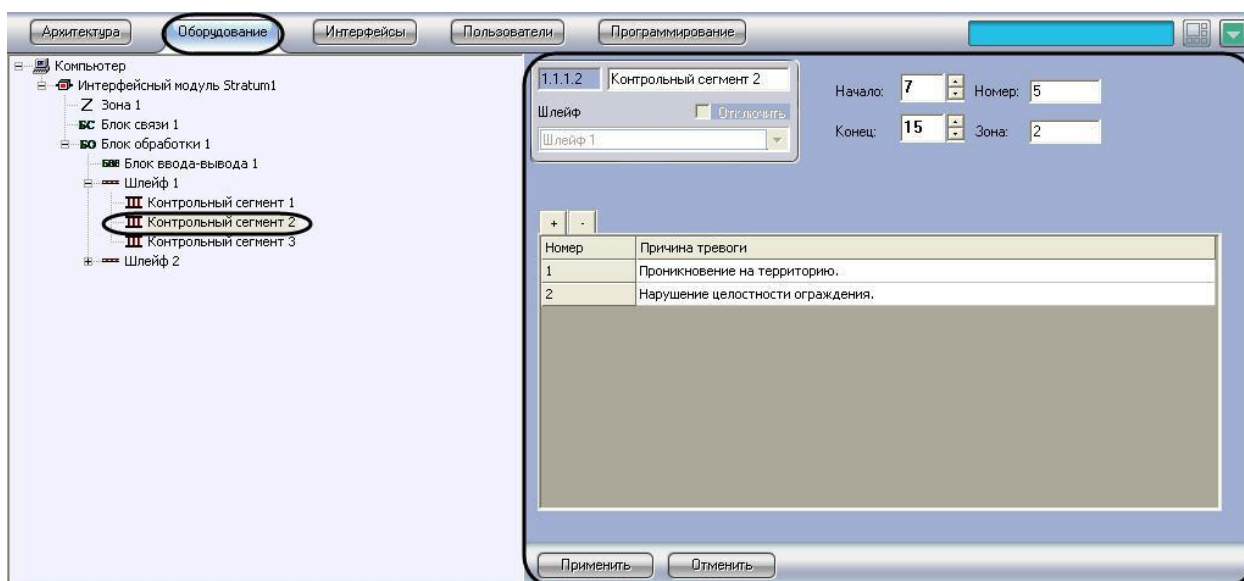 Архитектура Оборудование Интерфейсы Пользователи Программирование
Компьютер
Интерфейсный модуль Stratum1
Z Зона 1
БС Блок связи 1
БО Блок обработки 1
БВВ Блок ввода-вывода 1
Шлейф 1
Контрольный сегмент 1
Контрольный сегмент 2
Контрольный сегмент 3
Шлейф 2
1.1.1.2 Контрольный сегмент 2
Шлейф Отключить
Шлейф 1
Начало: 7 Номер: 5
Конец: 15 Зона: 2
+ -
Номер Причина тревоги
1 Проникновение на территорию.
2 Нарушение целостности ограждения.
Применить Отменить